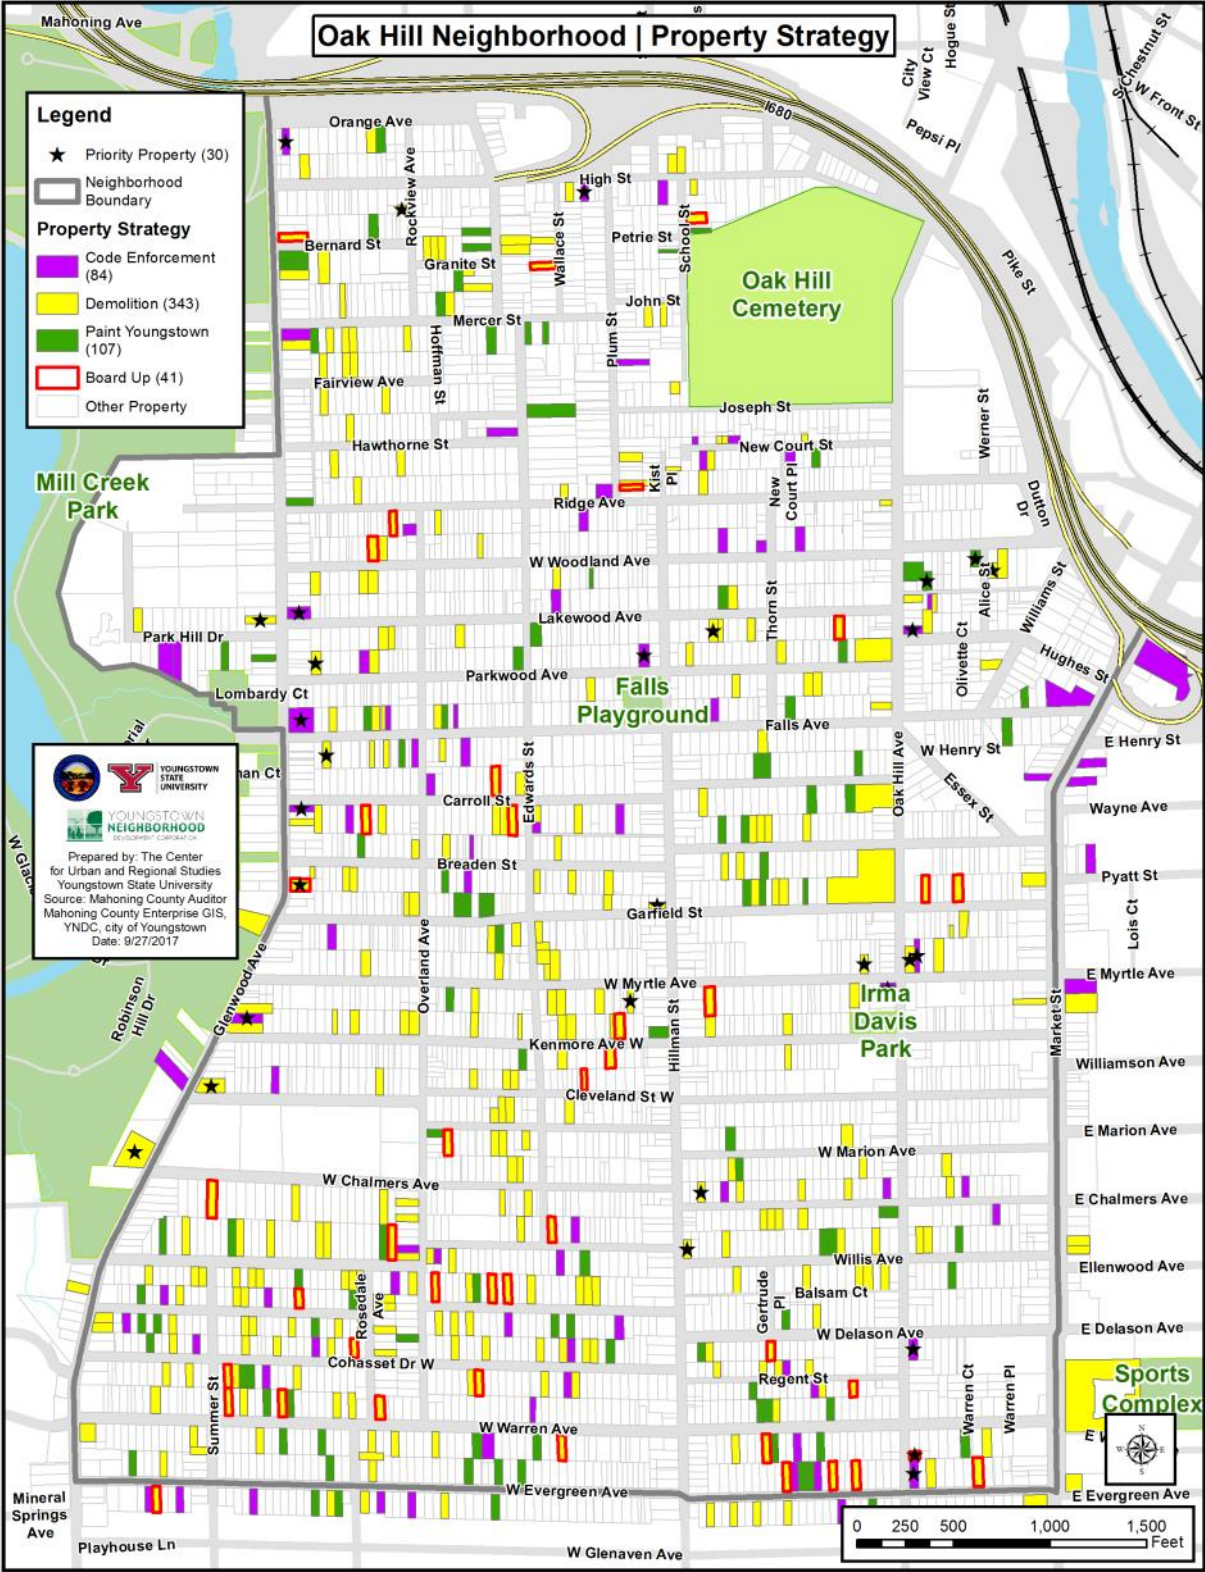 Oak Hill Neighborhood | Property Strategy
Mahoning Ave
Legend
Priority Property (30)
Neighborhood
Boundary
Property Strategy
Code Enforcement
(84)
Demolition (343)
Paint Youngstown
(107)
Board Up (41)
Other Property
Orange Ave
Rockview Ave
High St
I680
City
View Ct
Hogue St
Pepsi Pl
S Chestnut St
W Front St
Bernard St
Granite St
Wallace St
Petrie St
School St
Pike St
Oak Hill
Cemetery
Mercer St
Hoffman St
John St
Plum St
Fairview Ave
Joseph St
Hawthorne St
New Court St
Werner St
Mill Creek
Park
Kist
Pl
New
Court Pl
Ridge Ave
Dutton
Dr
W Woodland Ave
Lakewood Ave
Thorn St
Alice St
Williams St
Park Hill Dr
Parkwood Ave
Olivette Ct
Hughes St
Lombardy Ct
Falls
Playground
Falls Ave
Oak Hill Ave
W Henry St
E Henry St
Essex St
man Ct
Edwards St
Carroll St
Wayne Ave
YOUNGSTOWN
STATE
UNIVERSITY
YOUNGSTOWN
NEIGHBORHOOD
DEVELOPMENT CORPORATION
Prepared by: The Center
for Urban and Regional Studies
Youngstown State University
Source: Mahoning County Auditor
Mahoning County Enterprise GIS,
YNDC, city of Youngstown
Date: 9/27/2017
Breaden St
Pyatt St
Garfield St
Lois Ct
Overland Ave
Glenwood Ave
W Myrtle Ave
E Myrtle Ave
Robinson
Hill Dr
Irma
Davis
Park
Hillman St
Market St
Kenmore Ave W
Williamson Ave
Cleveland St W
E Marion Ave
W Marion Ave
W Chalmers Ave
E Chalmers Ave
Willis Ave
Ellenwood Ave
Rosedale
Ave
Gertrude
Pl
Balsam Ct
W Delason Ave
E Delason Ave
Cohasset Dr W
Regent St
Sports
Complex
Summer St
Warren Ct
Warren Pl
W Warren Ave
N
W E
S
W Evergreen Ave
E Evergreen Ave
Mineral
Springs
Ave
Playhouse Ln
W Glenaven Ave
0 250 500 1,000 1,500
Feet